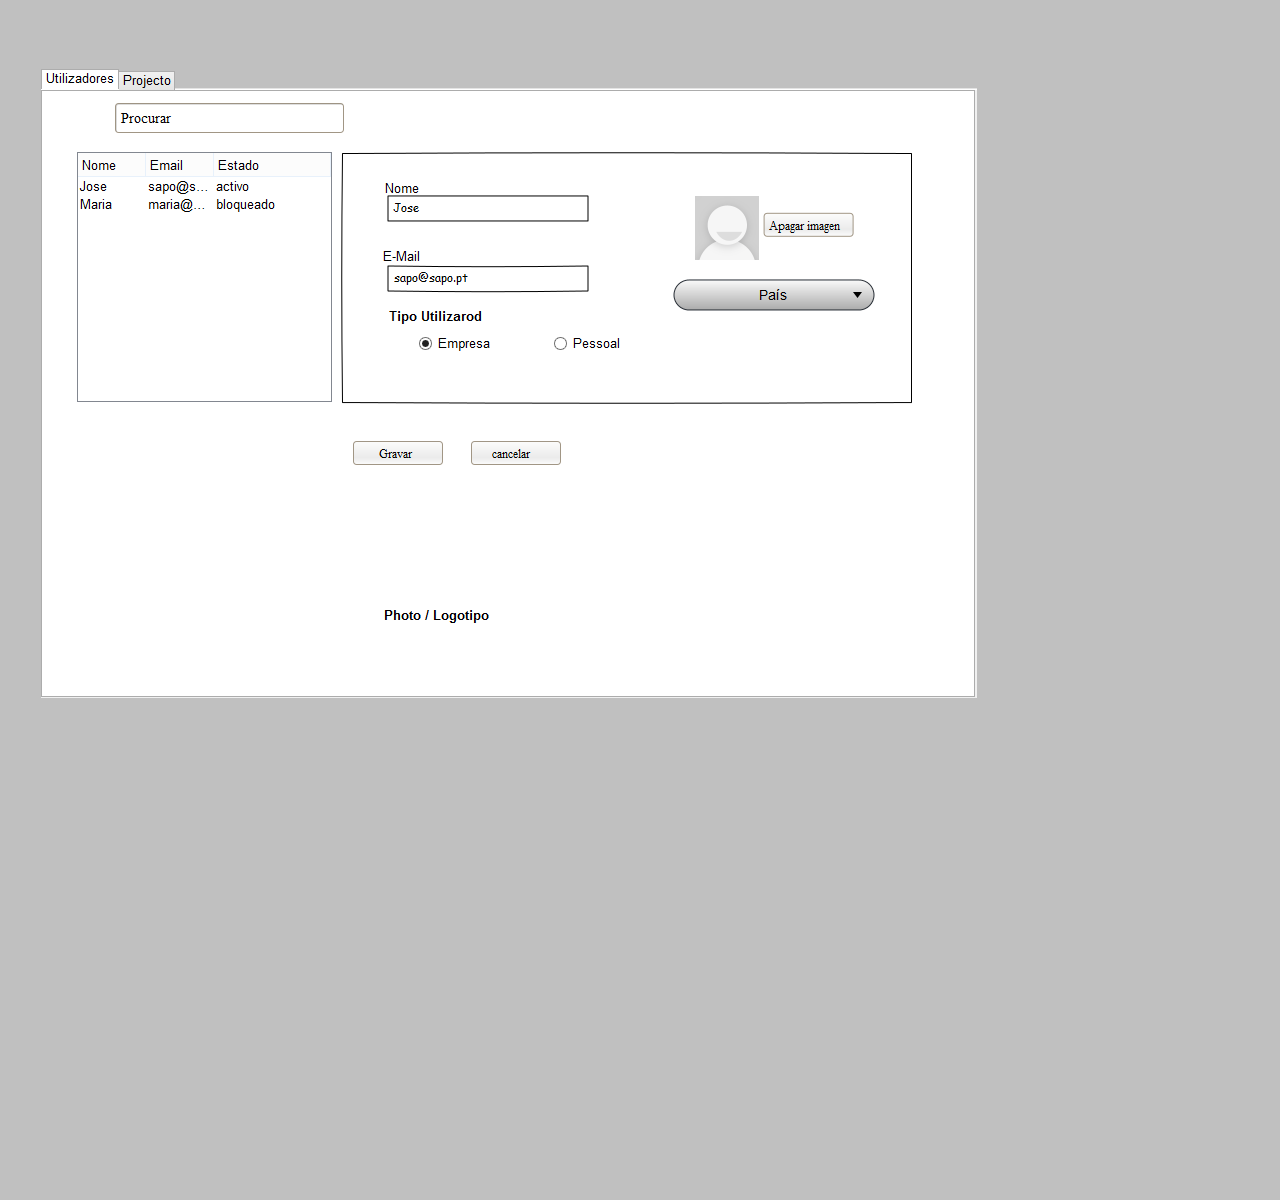 Utilizadores Projecto
Procurar
Nome Email Estado
Jose sapo@s... activo
Maria maria@... bloqueado
Nome
Jose
Apagar imagen
E-Mail
sapo@sapo.pt
País
Tipo Utilizarod
Empresa Pessoal
Gravar cancelar
Photo / Logotipo